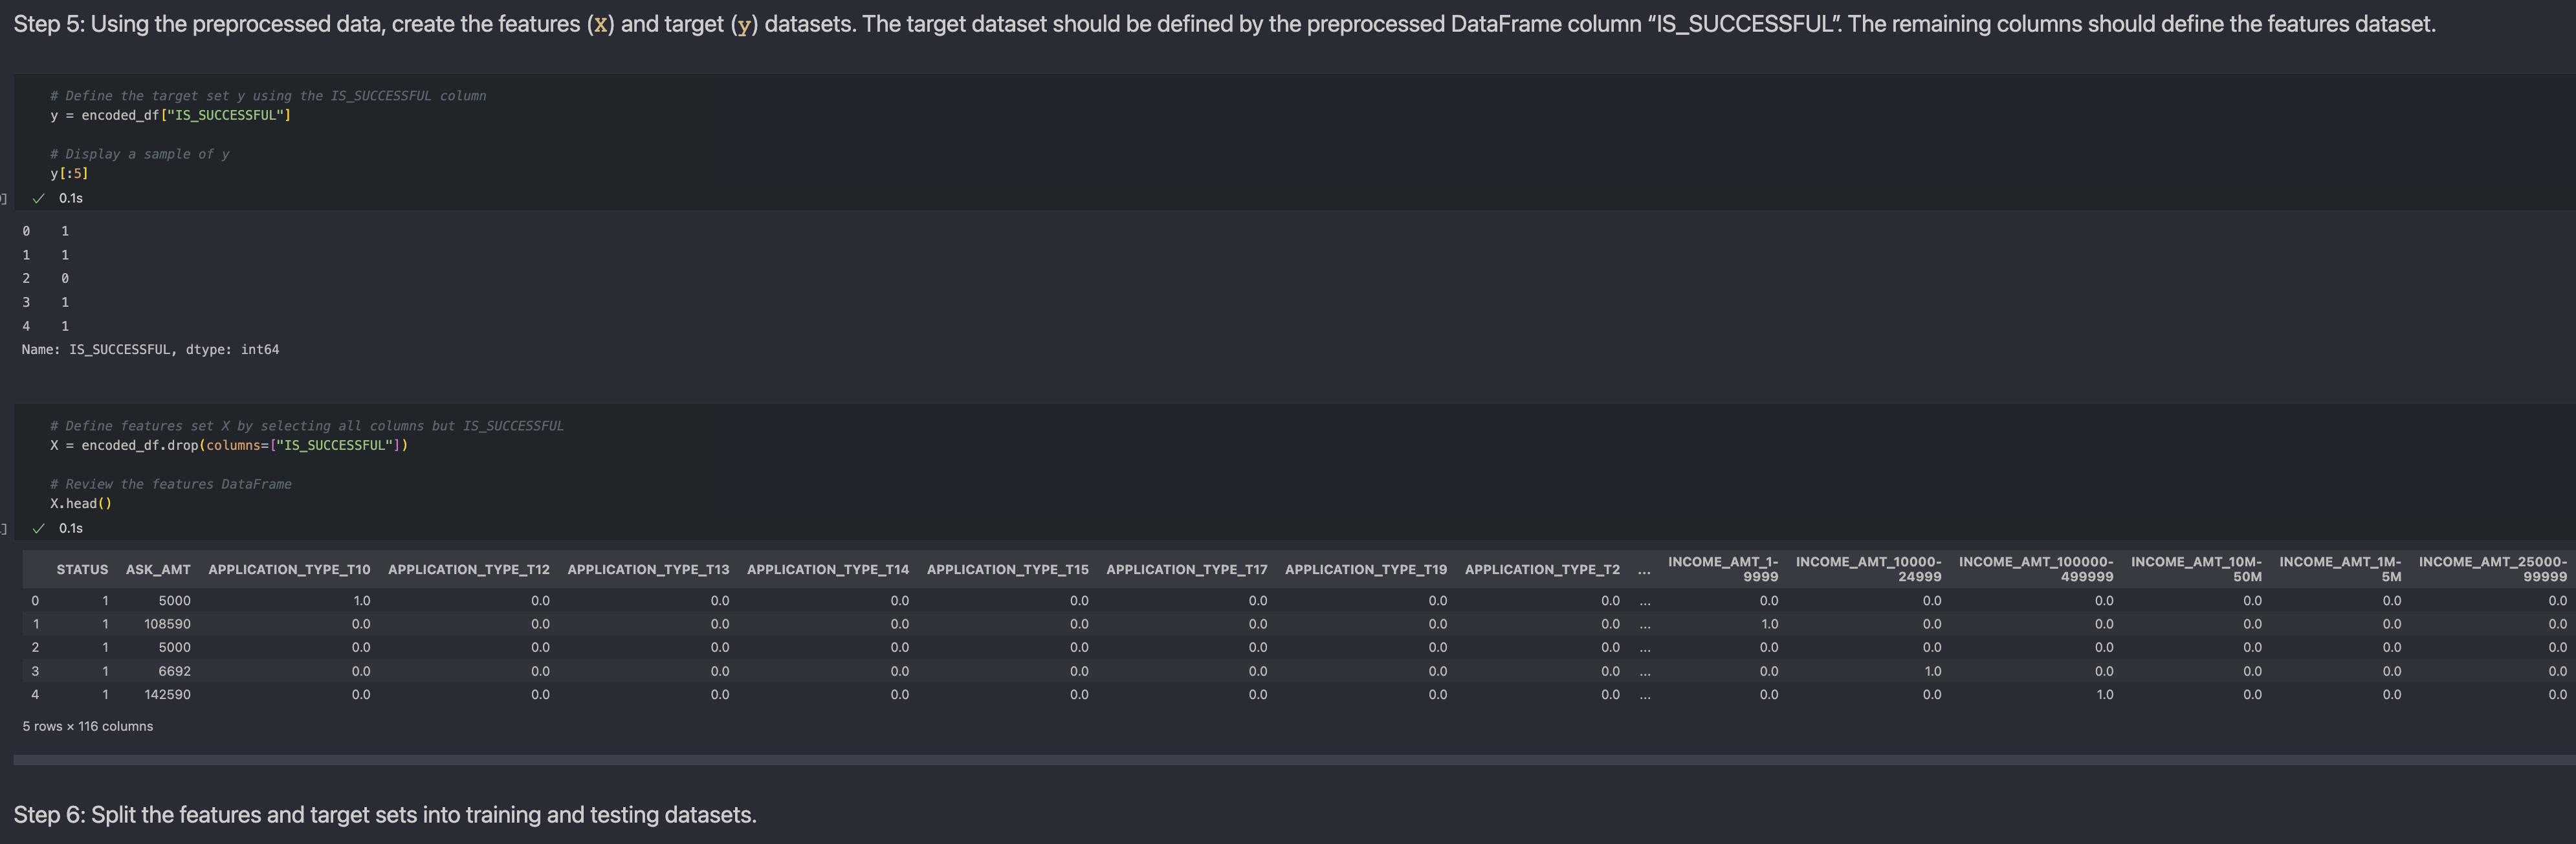 Step 5: Using the preprocessed data, create the features (X) and target (y) datasets. The target dataset should be defined by the preprocessed DataFrame column “IS_SUCCESSFUL”. The remaining columns should define the features dataset.
# Define the target set y using the IS_SUCCESSFUL column
y = encoded_df["IS_SUCCESSFUL"]
# Display a sample of y
y[:5]
]
✓ 0.1s
0 1
1 1
2 0
3 1
4 1
Name: IS_SUCCESSFUL, dtype: int64
# Define features set X by selecting all columns but IS_SUCCESSFUL
X = encoded_df.drop(columns=["IS_SUCCESSFUL"])
# Review the features DataFrame
X.head()
]
✓ 0.1s
STATUS ASK_AMT APPLICATION_TYPE_T10 APPLICATION_TYPE_T12 APPLICATION_TYPE_T13 APPLICATION_TYPE_T14 APPLICATION_TYPE_T15 APPLICATION_TYPE_T17 APPLICATION_TYPE_T19 APPLICATION_TYPE_T2 ... INCOME_AMT_1-9999 INCOME_AMT_10000-24999 INCOME_AMT_100000-499999 INCOME_AMT_10M-50M INCOME_AMT_1M-5M INCOME_AMT_25000-99999
0 1 5000 1.0 0.0 0.0 0.0 0.0 0.0 0.0 0.0 ... 0.0 0.0 0.0 0.0 0.0 0.0
1 1 108590 0.0 0.0 0.0 0.0 0.0 0.0 0.0 0.0 ... 1.0 0.0 0.0 0.0 0.0 0.0
2 1 5000 0.0 0.0 0.0 0.0 0.0 0.0 0.0 0.0 ... 0.0 0.0 0.0 0.0 0.0 0.0
3 1 6692 0.0 0.0 0.0 0.0 0.0 0.0 0.0 0.0 ... 0.0 1.0 0.0 0.0 0.0 0.0
4 1 142590 0.0 0.0 0.0 0.0 0.0 0.0 0.0 0.0 ... 0.0 0.0 1.0 0.0 0.0 0.0
5 rows × 116 columns
Step 6: Split the features and target sets into training and testing datasets.